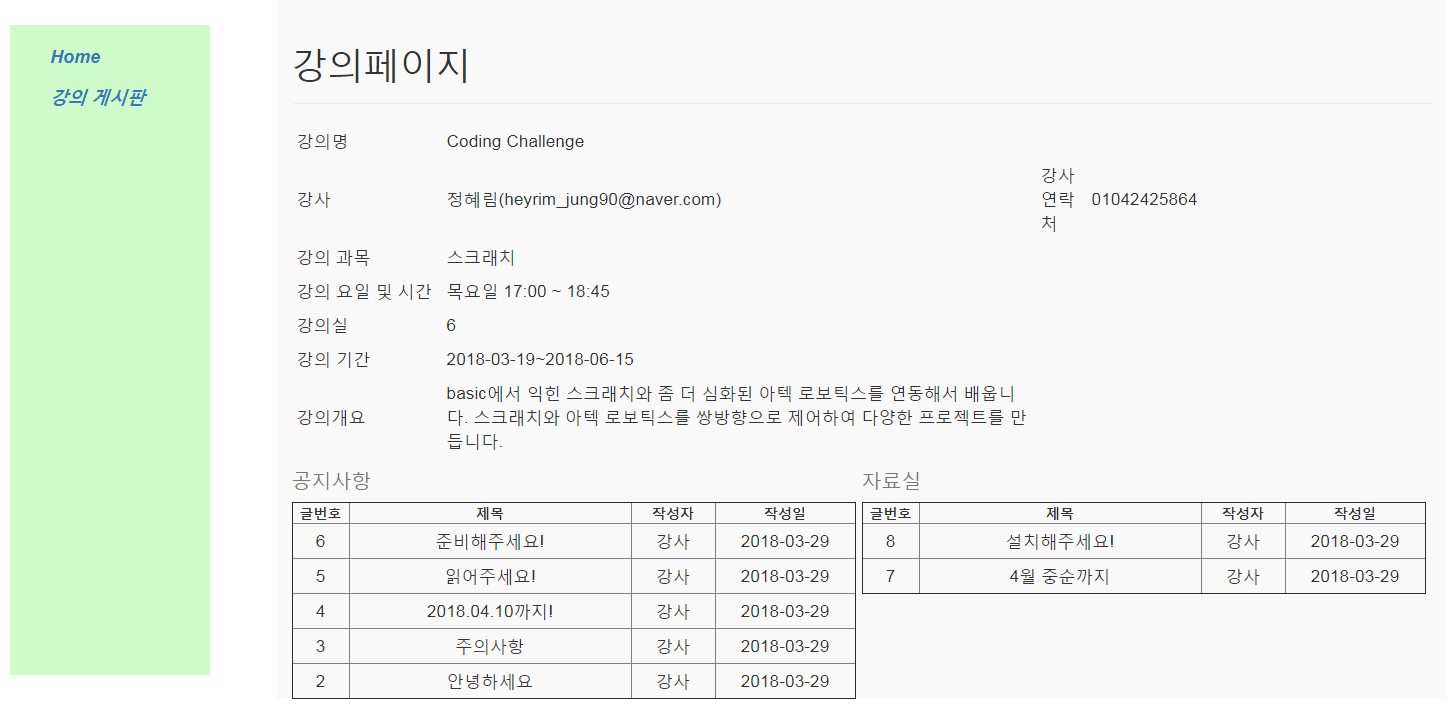 Home
강의 게시판
강의페이지
강의명 Coding Challenge
강사 정혜림(heyrim_jung90@naver.com) 강사
연락
처 01042425864
강의 과목 스크래치
강의 요일 및 시간 목요일 17:00 ~ 18:45
강의실 6
강의 기간 2018-03-19~2018-06-15
강의개요 basic에서 익힌 스크래치와 좀 더 심화된 아텍 로보틱스를 연동해서 배웁니
다. 스크래치와 아텍 로보틱스를 쌍방향으로 제어하여 다양한 프로젝트를 만
듭니다.
공지사항
글번호 제목 작성자 작성일
6 준비해주세요! 강사 2018-03-29
5 읽어주세요! 강사 2018-03-29
4 2018.04.10까지! 강사 2018-03-29
3 주의사항 강사 2018-03-29
2 안녕하세요 강사 2018-03-29
자료실
글번호 제목 작성자 작성일
8 설치해주세요! 강사 2018-03-29
7 4월 중순까지 강사 2018-03-29